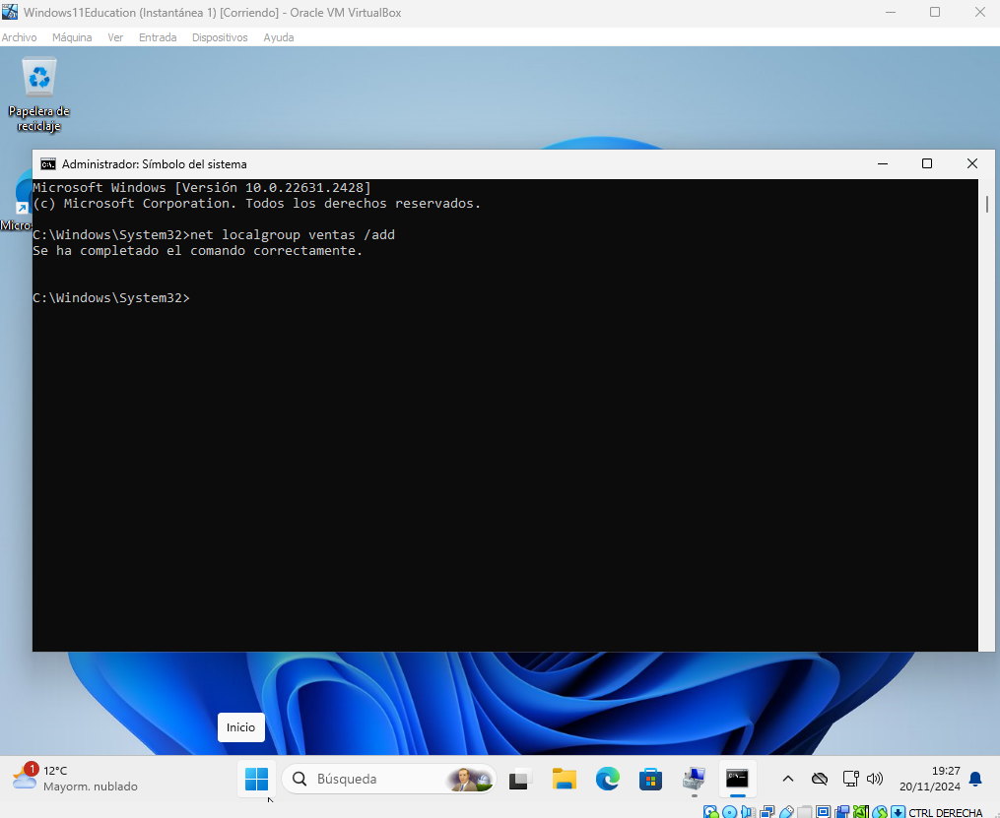 Windows11Education (Instantánea 1) [Corriendo] - Oracle VM VirtualBox
Archivo Máquina Ver Entrada Dispositivos Ayuda
Papelera de
reciclaje
Administrador: Símbolo del sistema
Micro
Microsoft Windows [Versión 10.0.22631.2428]
(c) Microsoft Corporation. Todos los derechos reservados.
C:\Windows\System32>net localgroup ventas /add
Se ha completado el comando correctamente.
C:\Windows\System32>
Inicio
1
12°C
Mayorm. nublado
Búsqueda
19:27
20/11/2024
CTRL DERECHA